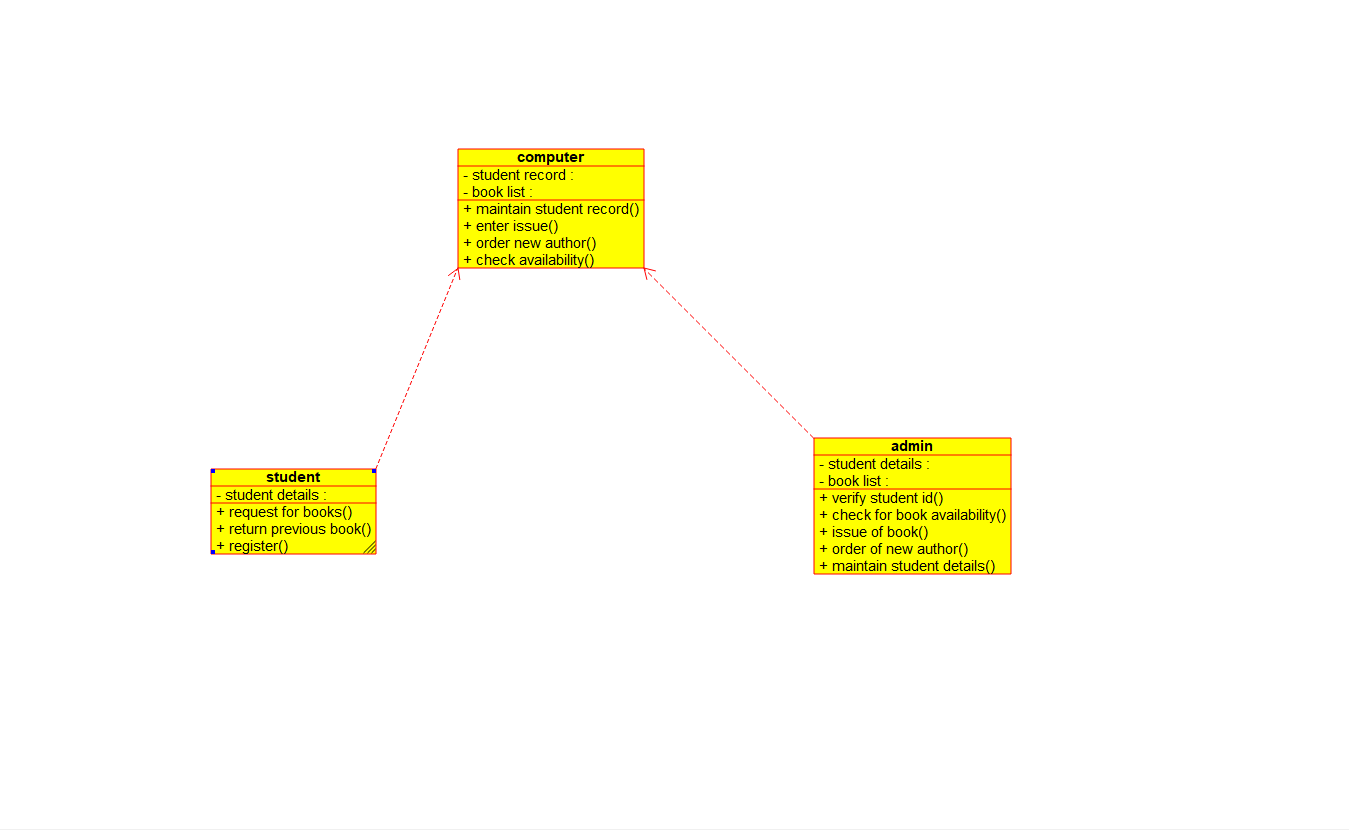 computer
- student record :
- book list :
+ maintain student record()
+ enter issue()
+ order new author()
+ check availability()
student
- student details :
+ request for books()
+ return previous book()
+ register()
admin
- student details :
- book list :
+ verify student id()
+ check for book availability()
+ issue of book()
+ order of new author()
+ maintain student details()